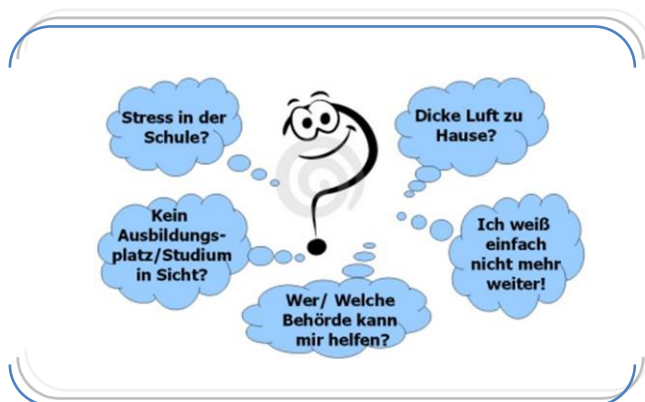 Stress in der
Schule?
Dicke Luft zu
Hause?
Kein
Ausbildungs-
platz/Studium
in Sicht?
Ich weiß
einfach
nicht mehr
weiter!
Wer/ Welche
Behörde kann
mir helfen?